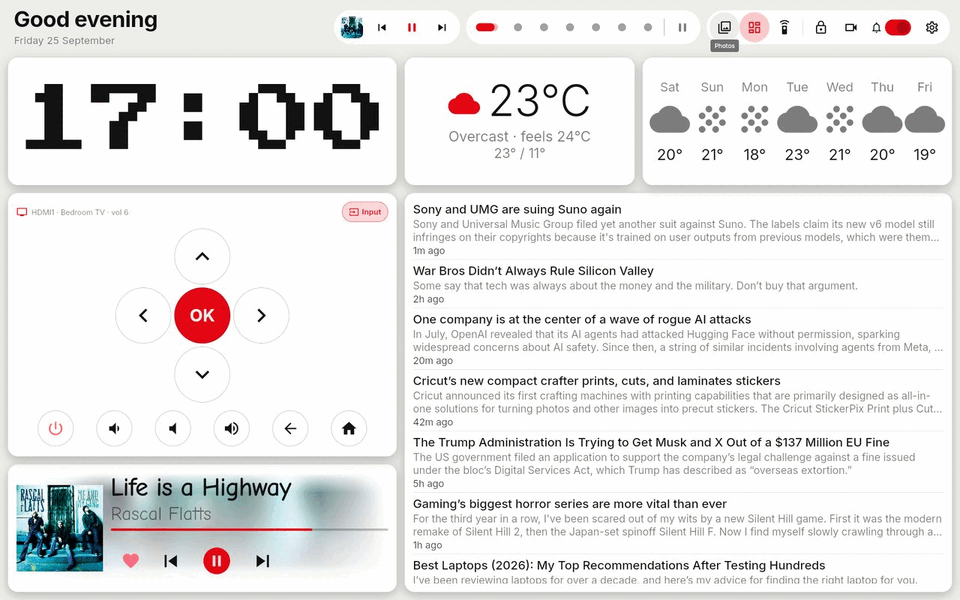 Good evening
Friday 25 September
Photos
17:00
23°C
Overcast · feels 24°C
23° / 11°
Sat Sun Mon Tue Wed Thu Fri
20° 21° 18° 23° 21° 20° 19°
HDMI1 · Bedroom TV · vol 6
Input
OK
RASCAL FLATTS
ME AND MY GANG
Life is a Highway
Rascal Flatts
Sony and UMG are suing Suno again
Sony and Universal Music Group filed yet another suit against Suno. The labels claim its new v6 model still
infringes on their copyrights because it's trained on user outputs from previous models, which were them...
1m ago
War Bros Didn’t Always Rule Silicon Valley
Some say that tech was always about the money and the military. Don’t buy that argument.
2h ago
One company is at the center of a wave of rogue AI attacks
In July, OpenAI revealed that its AI agents had attacked Hugging Face without permission, sparking
widespread concerns about AI safety. Since then, a string of similar incidents involving agents from Meta, ...
20m ago
Cricut’s new compact crafter prints, cuts, and laminates stickers
Cricut announced its first crafting machines with printing capabilities that are primarily designed as all-in-
one solutions for turning photos and other images into precut stickers. The Cricut StickerPix Print plus Cut...
42m ago
The Trump Administration Is Trying to Get Musk and X Out of a $137 Million EU Fine
The US government filed an application to support the company’s legal challenge against a fine issued
under the bloc’s Digital Services Act, which Trump has described as “overseas extortion.”
5h ago
Gaming’s biggest horror series are more vital than ever
For the third year in a row, I've been scared out of my wits by a new Silent Hill game. First it was the modern
remake of Silent Hill 2, then the Japan-set spinoff Silent Hill F. Now I find myself slowly crawling through a...
1h ago
Best Laptops (2026): My Top Recommendations After Testing Hundreds
I’ve been reviewing laptops for over a decade, and here’s my advice for finding the right laptop for you.